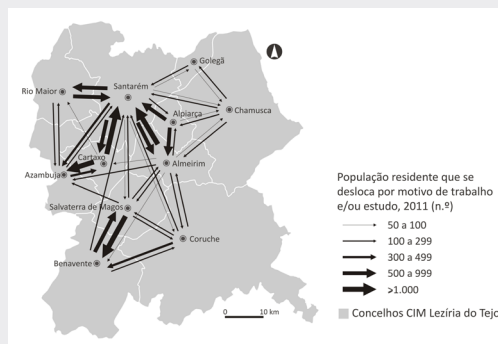 Golegã
Santarém
Rio Maior
Alpiarça
Chamusca
Cartaxo
Almeirim
Azambuja
Salvaterra de Magos
Coruche
Benavente
0 10 km
População residente que se
desloca por motivo de trabalho
e/ou estudo, 2011 (n.º)
50 a 100
100 a 299
300 a 499
500 a 999
>1.000
Concelhos CIM Lezíria do Tejo